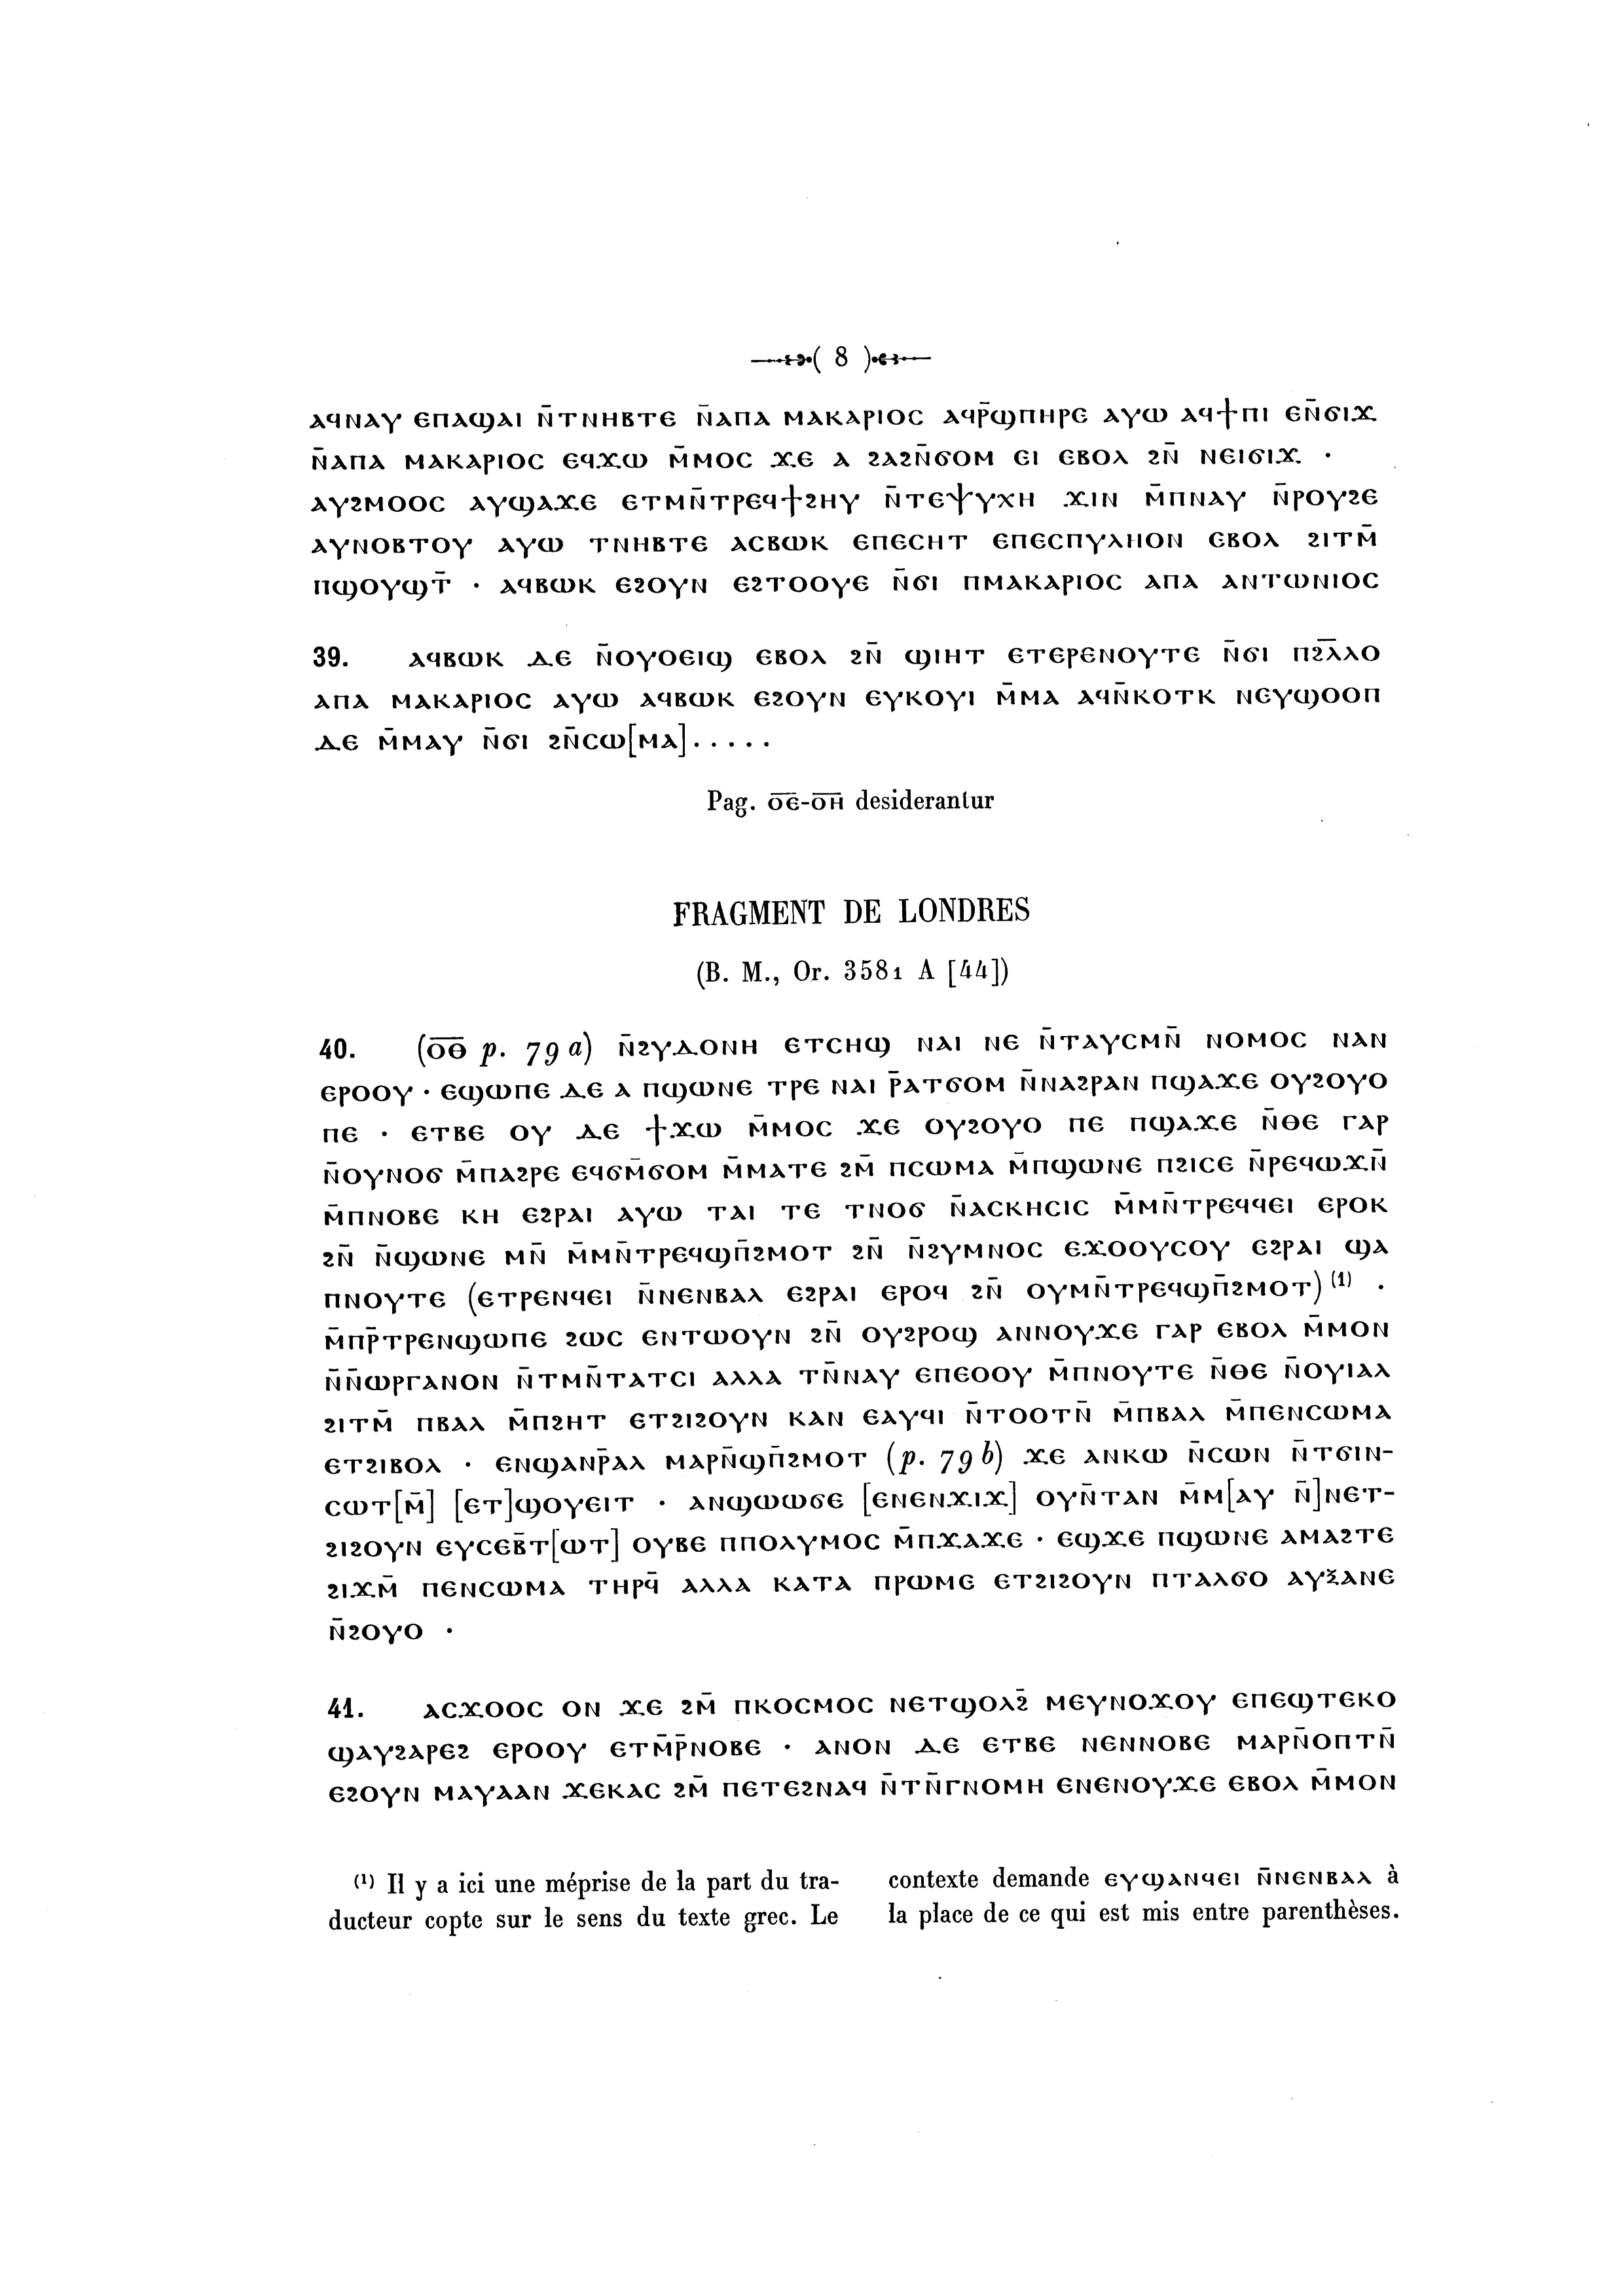 ( 8 )
ⲁϥⲛⲁⲩ ⲉⲡⲁϣⲁⲓ ⲛ̄ⲧⲛⲏⲃⲧⲉ ⲛ̄ⲁⲡⲁ ⲙⲁⲕⲁⲣⲓⲟⲥ ⲁϥⲣ̄ϣⲡⲏⲣⲉ ⲁⲩⲱ ⲁϥϯⲡⲓ ⲉⲛ̄ϭⲓϫ
ⲛ̄ⲁⲡⲁ ⲙⲁⲕⲁⲣⲓⲟⲥ ⲉϥϫⲱ ⲙ̄ⲙⲟⲥ ϫⲉ ⲁ ϩⲁϩⲛ̄ϭⲟⲙ ⲉⲓ ⲉⲃⲟⲗ ϩⲛ̄ ⲛⲉⲓϭⲓϫ ·
ⲁⲩϩⲙⲟⲟⲥ ⲁⲩϣⲁϫⲉ ⲉⲧⲙⲛ̄ⲧⲣⲉϥϯϩⲏⲩ ⲛ̄ⲧⲉⲯⲩⲭⲏ ϫⲓⲛ ⲙ̄ⲡⲛⲁⲩ ⲛ̄ⲣⲟⲩϩⲉ
ⲁⲩⲛⲟⲃⲧⲟⲩ ⲁⲩⲱ ⲧⲛⲏⲃⲧⲉ ⲁⲥⲃⲱⲕ ⲉⲡⲉⲥⲏⲧ ⲉⲡⲉⲥⲡⲩⲗⲏⲟⲛ ⲉⲃⲟⲗ ϩⲓⲧⲙ̄
ⲡϣⲟⲩϣⲧ̄ · ⲁϥⲃⲱⲕ ⲉϩⲟⲩⲛ ⲉϩⲧⲟⲟⲩⲉ ⲛ̄ϭⲓ ⲡⲙⲁⲕⲁⲣⲓⲟⲥ ⲁⲡⲁ ⲁⲛⲧⲱⲛⲓⲟⲥ
39. ⲁϥⲃⲱⲕ ⲇⲉ ⲛ̄ⲟⲩⲟⲉⲓϣ ⲉⲃⲟⲗ ϩⲛ̄ ϣⲓⲏⲧ ⲉⲧⲉⲣⲉⲛⲟⲩⲧⲉ ⲛ̄ϭⲓ ⲡϩ̄ⲗ̄ⲗⲟ
ⲁⲡⲁ ⲙⲁⲕⲁⲣⲓⲟⲥ ⲁⲩⲱ ⲁϥⲃⲱⲕ ⲉϩⲟⲩⲛ ⲉⲩⲕⲟⲩⲓ ⲙ̄ⲙⲁ ⲁϥⲛ̄ⲕⲟⲧⲕ ⲛⲉⲩϣⲟⲟⲡ
ⲇⲉ ⲙ̄ⲙⲁⲩ ⲛ̄ϭⲓ ϩⲛ̄ⲥⲱ[ⲙⲁ].....
Pag. ⲟ̄ⲉ̄-ⲟ̄ⲏ̄ desiderantur
FRAGMENT DE LONDRES
(B. M., Or. 3581 A [44])
40. (ⲟ̄ⲑ̄ p. 79 a) ⲛ̄ϩⲩⲇⲟⲛⲏ ⲉⲧⲥⲏϣ ⲛⲁⲓ ⲛⲉ ⲛ̄ⲧⲁⲩⲥⲙⲛ̄ ⲛⲟⲙⲟⲥ ⲛⲁⲛ
ⲉⲣⲟⲟⲩ · ⲉϣⲱⲡⲉ ⲇⲉ ⲁ ⲡϣⲱⲛⲉ ⲧⲣⲉ ⲛⲁⲓ ⲣ̄ⲁⲧϭⲟⲙ ⲛ̄ⲛⲁϩⲣⲁⲛ ⲡϣⲁϫⲉ ⲟⲩϩⲟⲩⲟ
ⲡⲉ · ⲉⲧⲃⲉ ⲟⲩ ⲇⲉ ϯϫⲱ ⲙ̄ⲙⲟⲥ ϫⲉ ⲟⲩϩⲟⲩⲟ ⲡⲉ ⲡϣⲁϫⲉ ⲛ̄ⲑⲉ ⲅⲁⲣ
ⲛ̄ⲟⲩⲛⲟϭ ⲙ̄ⲡⲁϩⲣⲉ ⲉϥϭⲙ̄ϭⲟⲙ ⲙ̄ⲙⲁⲧⲉ ϩⲙ̄ ⲡⲥⲱⲙⲁ ⲙ̄ⲡϣⲱⲛⲉ ⲡϩⲓⲥⲉ ⲛ̄ⲣⲉϥⲱϫⲛ̄
ⲙ̄ⲡⲛⲟⲃⲉ ⲕⲏ ⲉϩⲣⲁⲓ ⲁⲩⲱ ⲧⲁⲓ ⲧⲉ ⲧⲛⲟϭ ⲛ̄ⲁⲥⲕⲏⲥⲓⲥ ⲙ̄ⲙⲛ̄ⲧⲣⲉϥϥⲉⲓ ⲉⲣⲟⲕ
ϩⲛ̄ ⲛ̄ϣⲱⲛⲉ ⲙⲛ̄ ⲙ̄ⲙⲛ̄ⲧⲣⲉϥϣⲡ̄ϩⲙⲟⲧ ϩⲛ̄ ⲛ̄ϩⲩⲙⲛⲟⲥ ⲉϫⲟⲟⲩⲥⲟⲩ ⲉϩⲣⲁⲓ ϣⲁ
ⲡⲛⲟⲩⲧⲉ (ⲉⲧⲣⲉⲛϥⲉⲓ ⲛ̄ⲛⲉⲛⲃⲁⲗ ⲉϩⲣⲁⲓ ⲉⲣⲟϥ ϩⲛ̄ ⲟⲩⲙⲛ̄ⲧⲣⲉϥϣⲡ̄ϩⲙⲟⲧ)⁽¹⁾ ·
ⲙ̄ⲡⲣ̄ⲧⲣⲉⲛϣⲱⲡⲉ ϩⲱⲥ ⲉⲛⲧⲱⲟⲩⲛ ϩⲛ̄ ⲟⲩϩⲣⲟϣ ⲁⲛⲛⲟⲩϫⲉ ⲅⲁⲣ ⲉⲃⲟⲗ ⲙ̄ⲙⲟⲛ
ⲛ̄ⲛ̄ⲱⲣⲅⲁⲛⲟⲛ ⲛ̄ⲧⲙⲛ̄ⲧⲁⲧⲥⲓ ⲁⲗⲗⲁ ⲧⲛ̄ⲛⲁⲩ ⲉⲡⲉⲟⲟⲩ ⲙ̄ⲡⲛⲟⲩⲧⲉ ⲛ̄ⲑⲉ ⲛ̄ⲟⲩⲓⲁⲗ
ϩⲓⲧⲙ̄ ⲡⲃⲁⲗ ⲙ̄ⲡϩⲏⲧ ⲉⲧϩⲓϩⲟⲩⲛ ⲕⲁⲛ ⲉⲁⲩϥⲓ ⲛ̄ⲧⲟⲟⲧⲛ̄ ⲙ̄ⲡⲃⲁⲗ ⲙ̄ⲡⲉⲛⲥⲱⲙⲁ
ⲉⲧϩⲓⲃⲟⲗ · ⲉⲛϣⲁⲛⲣ̄ⲁⲗ ⲙⲁⲣⲛ̄ϣⲡ̄ϩⲙⲟⲧ (p. 79 b) ϫⲉ ⲁⲛⲕⲱ ⲛ̄ⲥⲱⲛ ⲛ̄ⲧϭⲓⲛ-
ⲥⲱⲧ[ⲙ̄] [ⲉⲧ]ϣⲟⲩⲉⲓⲧ · ⲁⲛϣⲱⲱϭⲉ [ⲉⲛⲉⲛϫⲓϫ] ⲟⲩⲛ̄ⲧⲁⲛ ⲙ̄ⲙ[ⲁⲩ ⲛ̄]ⲛⲉⲧ-
ϩⲓϩⲟⲩⲛ ⲉⲩⲥⲉⲃ̄ⲧ[ⲱⲧ] ⲟⲩⲃⲉ ⲡⲡⲟⲗⲩⲙⲟⲥ ⲙ̄ⲡϫⲁϫⲉ · ⲉϣϫⲉ ⲡϣⲱⲛⲉ ⲁⲙⲁϩⲧⲉ
ϩⲓϫⲙ̄ ⲡⲉⲛⲥⲱⲙⲁ ⲧⲏⲣϥ̄ ⲁⲗⲗⲁ ⲕⲁⲧⲁ ⲡⲣⲱⲙⲉ ⲉⲧϩⲓϩⲟⲩⲛ ⲡⲧⲁⲗϭⲟ ⲁⲩⲝⲁⲛⲉ
ⲛ̄ϩⲟⲩⲟ ·
41. ⲁⲥϫⲟⲟⲥ ⲟⲛ ϫⲉ ϩⲙ̄ ⲡⲕⲟⲥⲙⲟⲥ ⲛⲉⲧϣⲟⲗϩ̄ ⲙⲉⲩⲛⲟϫⲟⲩ ⲉⲡⲉϣⲧⲉⲕⲟ
ϣⲁⲩϩⲁⲣⲉϩ ⲉⲣⲟⲟⲩ ⲉⲧⲙ̄ⲣ̄ⲛⲟⲃⲉ · ⲁⲛⲟⲛ ⲇⲉ ⲉⲧⲃⲉ ⲛⲉⲛⲛⲟⲃⲉ ⲙⲁⲣⲛ̄ⲟⲡⲧⲛ̄
ⲉϩⲟⲩⲛ ⲙⲁⲩⲁⲁⲛ ϫⲉⲕⲁⲥ ϩⲙ̄ ⲡⲉⲧⲉϩⲛⲁϥ ⲛ̄ⲧⲛ̄ⲅⲛⲟⲙⲏ ⲉⲛⲉⲛⲟⲩϫⲉ ⲉⲃⲟⲗ ⲙ̄ⲙⲟⲛ
⁽¹⁾ Il y a ici une méprise de la part du tra-
ducteur copte sur le sens du texte grec. Le
contexte demande ⲉⲩϣⲁⲛϥⲉⲓ ⲛ̄ⲛⲉⲛⲃⲁⲗ à
la place de ce qui est mis entre parenthèses.